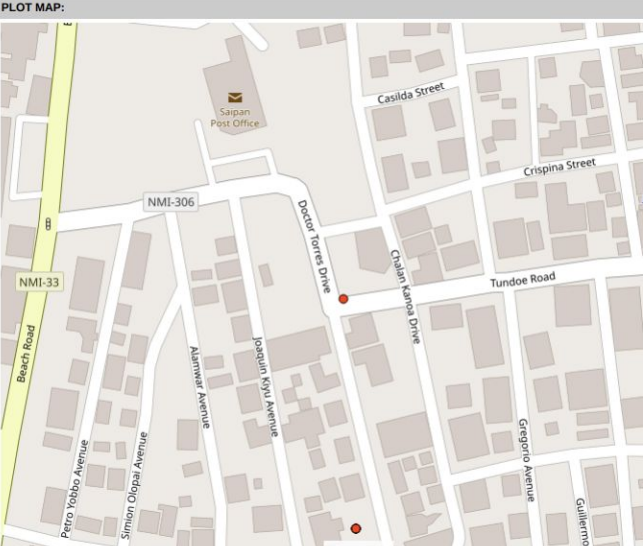 PLOT MAP:
Casilda Street
Saipan
Post Office
Crispina Street
NMI-306
Doctor Torres Drive
NMI-33
Chalan Kanoa Drive
Tundoe Road
Beach Road
Alamwar Avenue
Joaquin Kiyu Avenue
Petro Yobbo Avenue
Simion Olopai Avenue
Gregorio Avenue
Guillermo